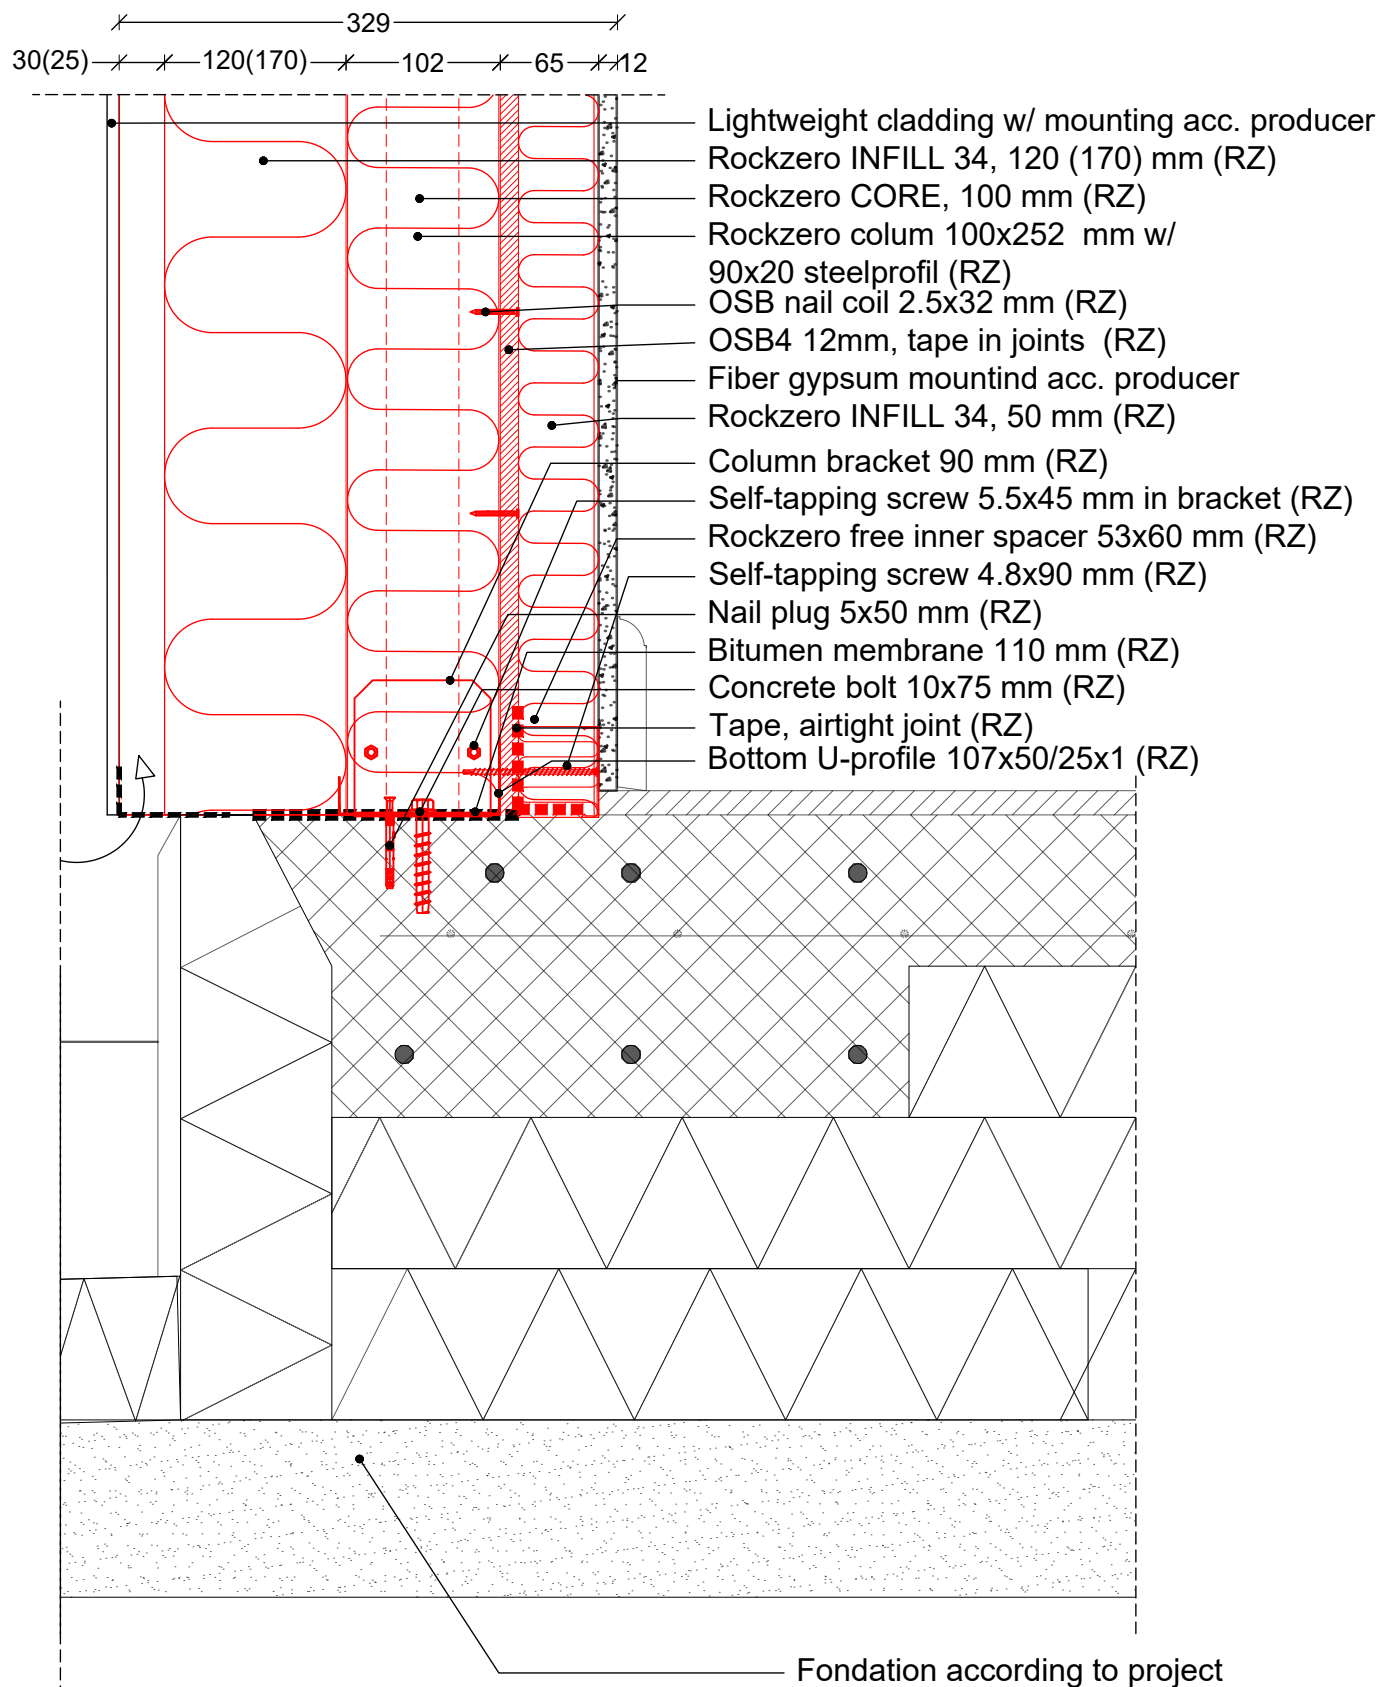 329
30(25) 120(170) 102 65 12
Lightweight cladding w/ mounting acc. producer
Rockzero INFILL 34, 120 (170) mm (RZ)
Rockzero CORE, 100 mm (RZ)
Rockzero colum 100x252 mm w/
90x20 steelprofil (RZ)
OSB nail coil 2.5x32 mm (RZ)
OSB4 12mm, tape in joints (RZ)
Fiber gypsum mountind acc. producer
Rockzero INFILL 34, 50 mm (RZ)
Column bracket 90 mm (RZ)
Self-tapping screw 5.5x45 mm in bracket (RZ)
Rockzero free inner spacer 53x60 mm (RZ)
Self-tapping screw 4.8x90 mm (RZ)
Nail plug 5x50 mm (RZ)
Bitumen membrane 110 mm (RZ)
Concrete bolt 10x75 mm (RZ)
Tape, airtight joint (RZ)
Bottom U-profile 107x50/25x1 (RZ)
Fondation according to project